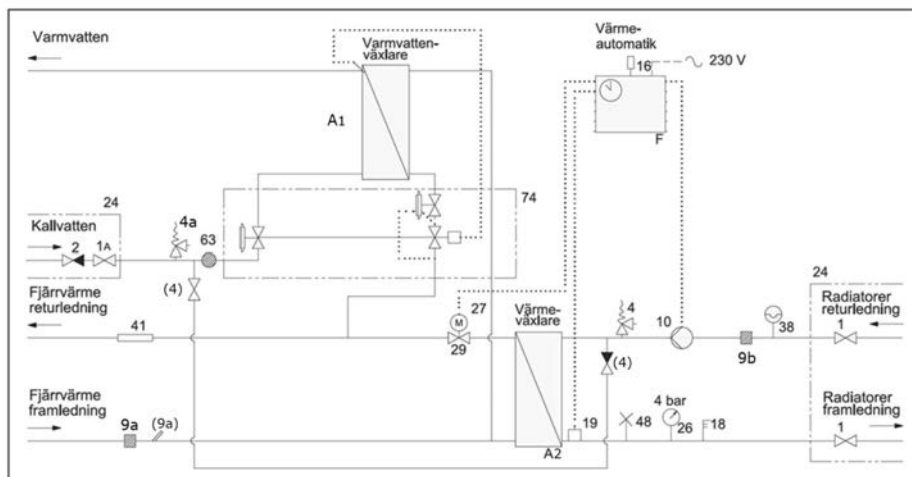 Varmvatten
Varmvatten-
växlare
A1
Värme-
automatik
16
230 V
F
24
Kallvatten
2
1A
4a
63
74
(4)
Fjärrvärme
returledning
41
27
M
29
Värme-
växlare
4
10
(4)
9b
38
24
Radiatorer
returledning
1
Fjärrvärme
framledning
9a
(9a)
A2
19
48
4 bar
26
18
Radiatorer
framledning
1